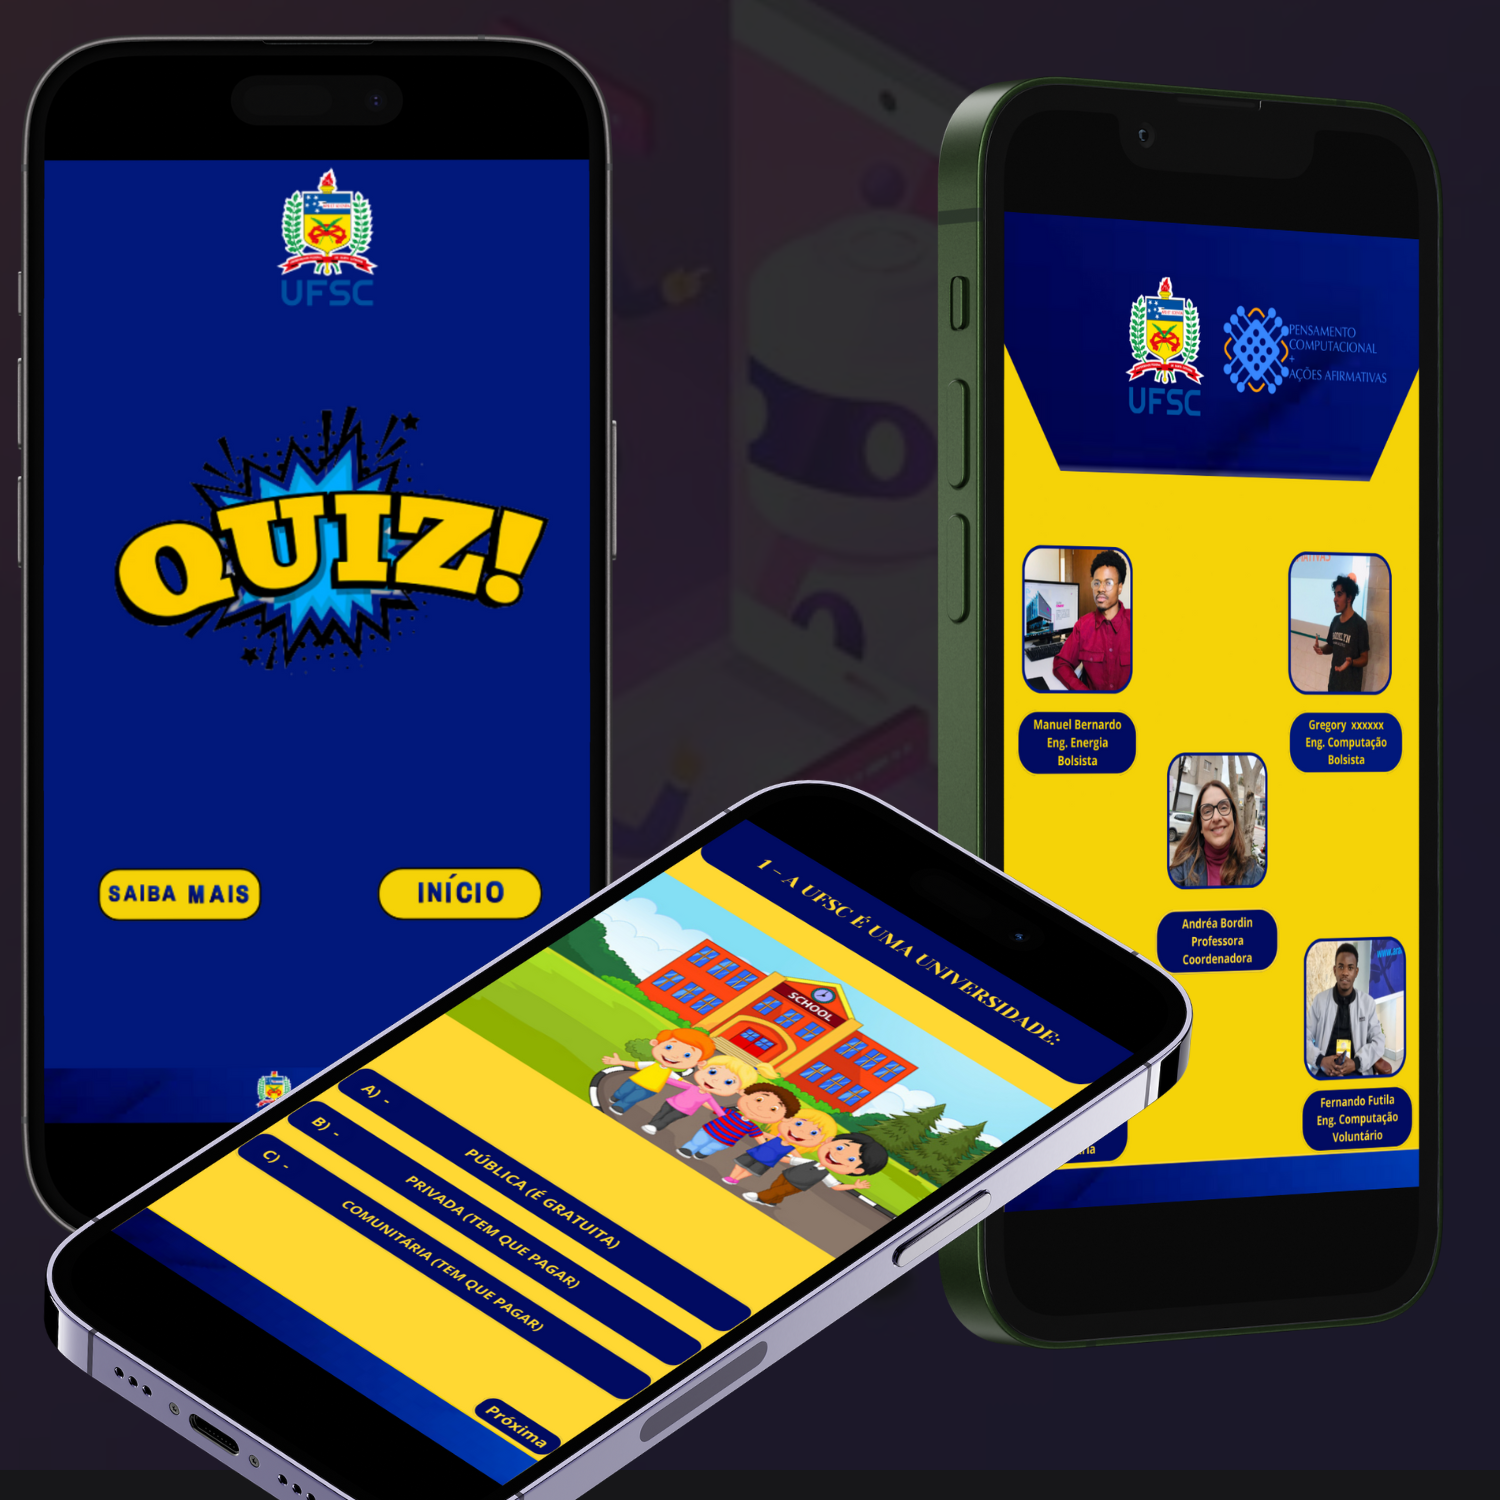 UFSC
QUIZ!
SAIBA MAIS
INÍCIO
UFSC
PENSAMENTO
COMPUTACIONAL
+
AÇÕES AFIRMATIVAS
Manuel Bernardo
Eng. Energia
Bolsista
Gregory xxxxxx
Eng. Computação
Bolsista
Andréa Bordin
Professora
Coordenadora
Fernando Futila
Eng. Computação
Voluntário
1 - A UFSC É UMA UNIVERSIDADE:
SCHOOL
A) - PÚBLICA (É GRATUITA)
B) - PRIVADA (TEM QUE PAGAR)
C) - COMUNITÁRIA (TEM QUE PAGAR)
Próxima